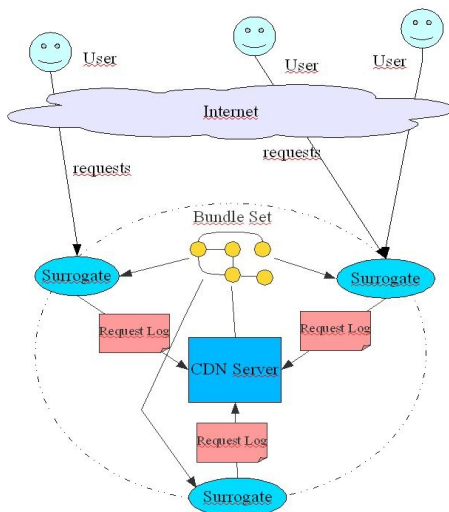 User
User
User
Internet
requests
requests
Bundle Set
Surrogate
Surrogate
Request Log
Request Log
CDN Server
Request Log
Surrogate